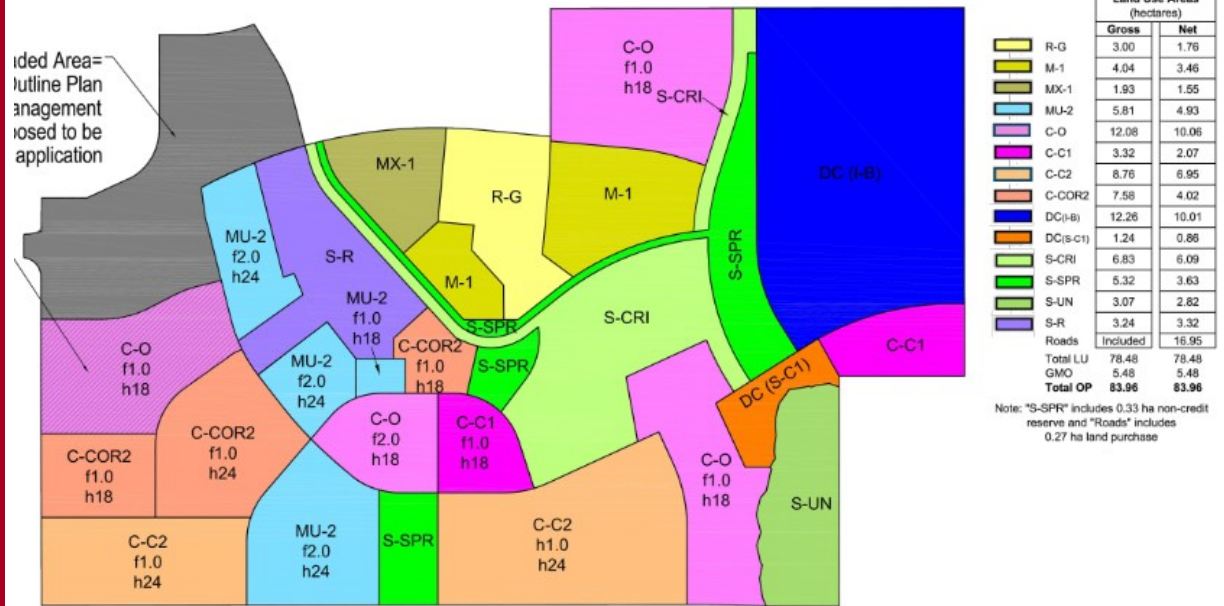 aded Area=
Outline Plan
anagement
posed to be
application
C-O
f1.0
h18
S-CRI
DC (I-B)
MX-1
R-G
M-1
MU-2
f2.0
h24
S-R
M-1
S-SPR
MU-2
f1.0
h18
S-SPR
S-CRI
C-C1
C-O
f1.0
h18
C-COR2
f1.0
h18
S-SPR
MU-2
f2.0
h24
DC (S-C1)
C-COR2
f1.0
h24
C-O
f2.0
h18
C-C1
f1.0
h18
C-COR2
f1.0
h18
C-O
f1.0
h18
S-UN
C-C2
f1.0
h24
MU-2
f2.0
h24
S-SPR
C-C2
h1.0
h24
Land Use Areas
(hectares)
Gross Net
R-G 3.00 1.76
M-1 4.04 3.46
MX-1 1.93 1.55
MU-2 5.81 4.93
C-O 12.08 10.06
C-C1 3.32 2.07
C-C2 8.76 6.95
C-COR2 7.58 4.02
DC(I-B) 12.26 10.01
DC(S-C1) 1.24 0.86
S-CRI 6.83 6.09
S-SPR 5.32 3.63
S-UN 3.07 2.82
S-R 3.24 3.32
Roads Included 16.95
Total LU 78.48 78.48
GMO 5.48 5.48
Total OP 83.96 83.96
Note: "S-SPR" includes 0.33 ha non-credit
reserve and "Roads" includes
0.27 ha land purchase